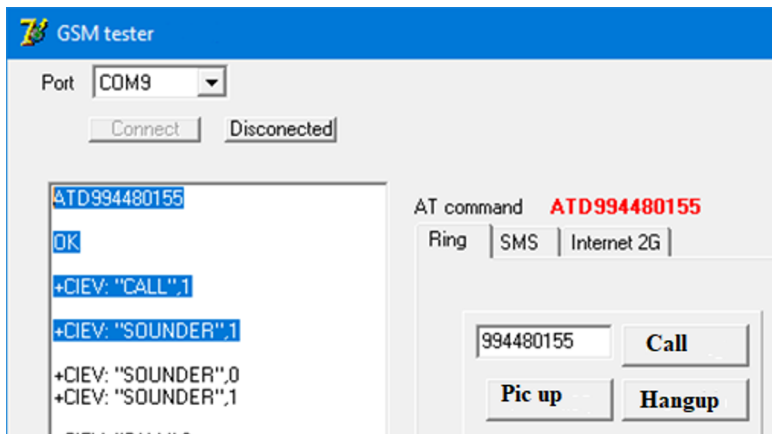 GSM tester
Port COM9
Connect Disconected
ATD994480155
OK
+CIEV: "CALL",1
+CIEV: "SOUNDER",1
+CIEV: "SOUNDER",0
+CIEV: "SOUNDER",1
AT command ATD994480155
Ring SMS Internet 2G
994480155 Call
Pic up Hangup